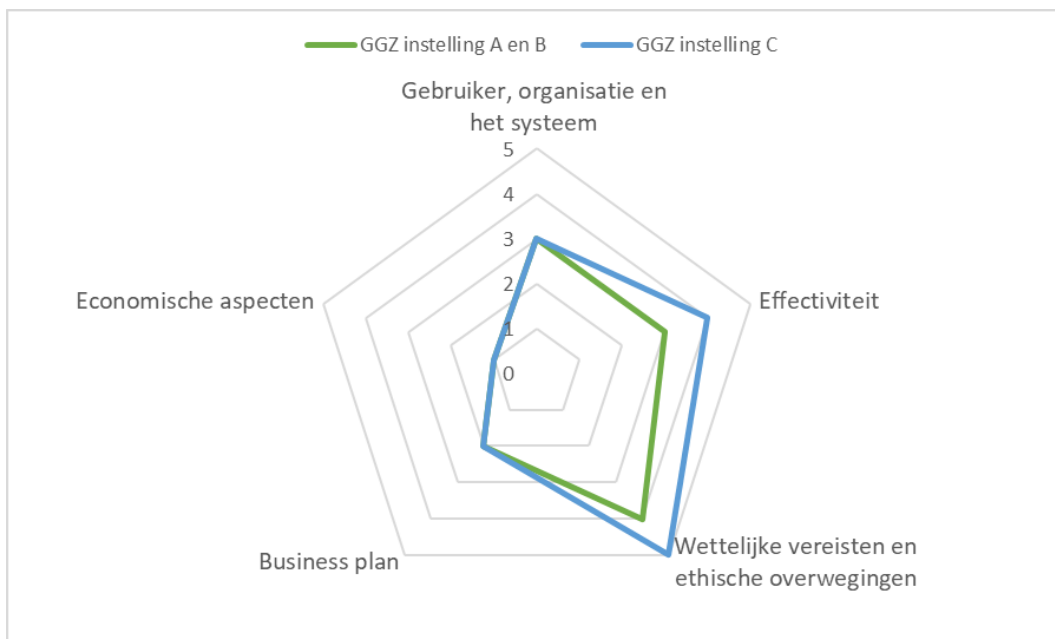 GGZ instelling A en B
GGZ instelling C
Gebruiker, organisatie en
het systeem
5
4
3
2
1
0
Economische aspecten
Effectiviteit
Business plan
Wettelijke vereisten en
ethische overwegingen